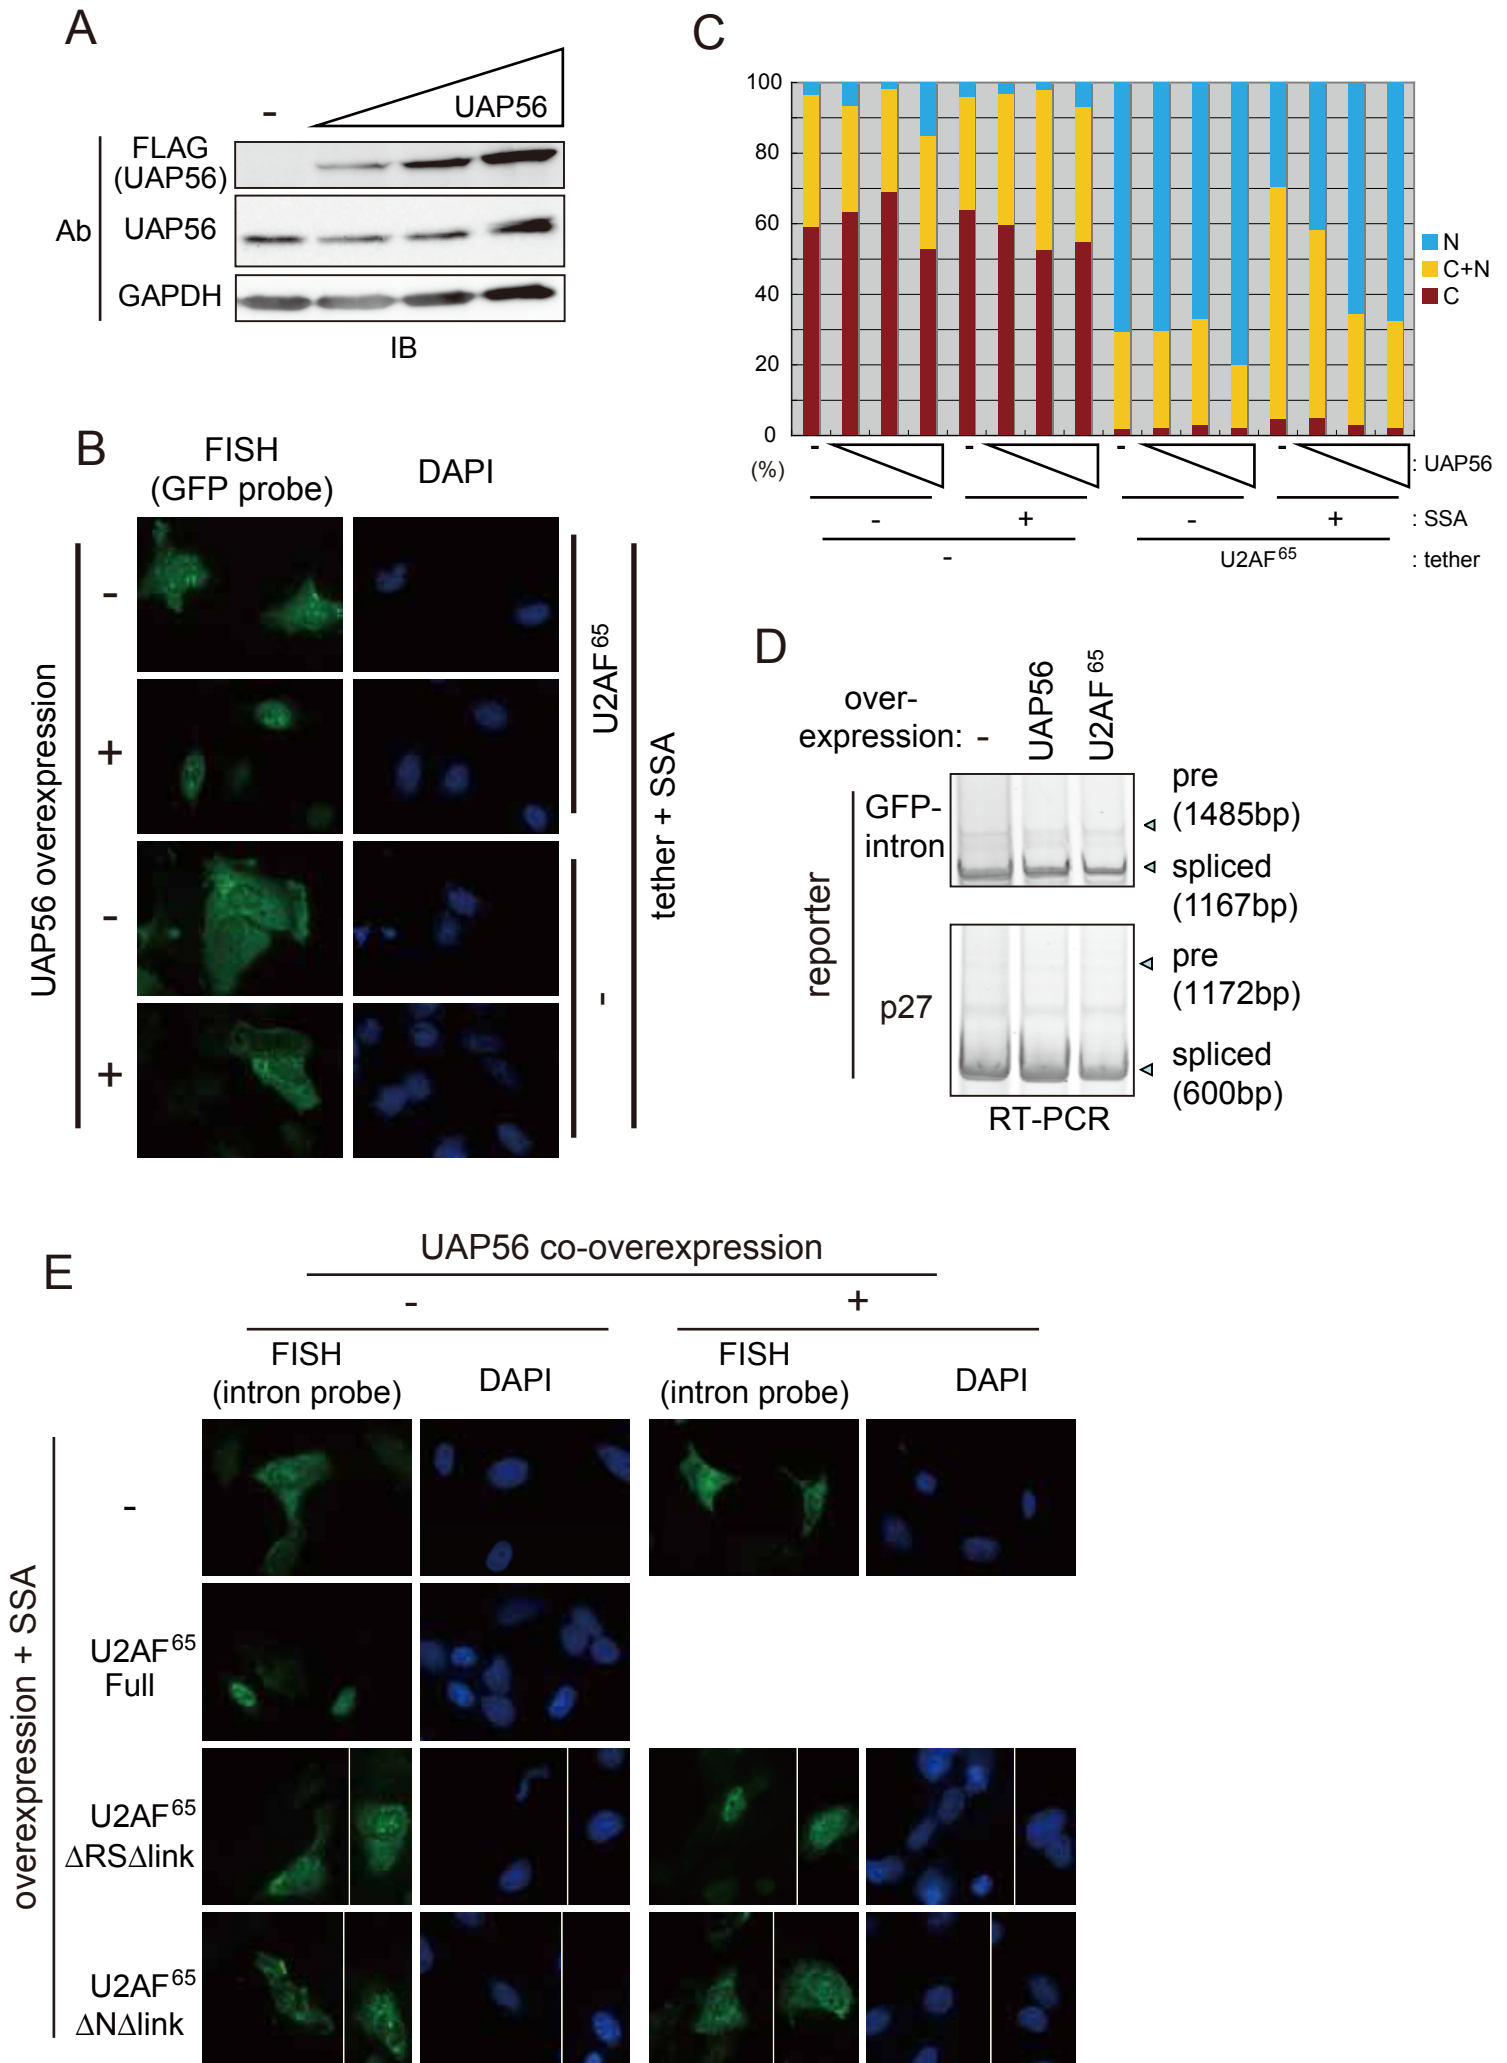 A
-
UAP56
FLAG
(UAP56)
Ab
UAP56
GAPDH
IB
C
100
80
60
40
20
0
(%)
N
C+N
C
- - - -
: UAP56
- + - +
: SSA
- U2AF65
: tether
B
FISH
(GFP probe)
DAPI
UAP56 overexpression
-
+
-
+
U2AF65
-
tether + SSA
D
over-
expression:
-
UAP56
U2AF65
reporter
GFP-
intron
pre
(1485bp)
spliced
(1167bp)
p27
pre
(1172bp)
spliced
(600bp)
RT-PCR
E
UAP56 co-overexpression
- +
FISH
(intron probe)
DAPI
FISH
(intron probe)
DAPI
overexpression + SSA
-
U2AF65
Full
U2AF65
ΔRSΔlink
U2AF65
ΔNΔlink